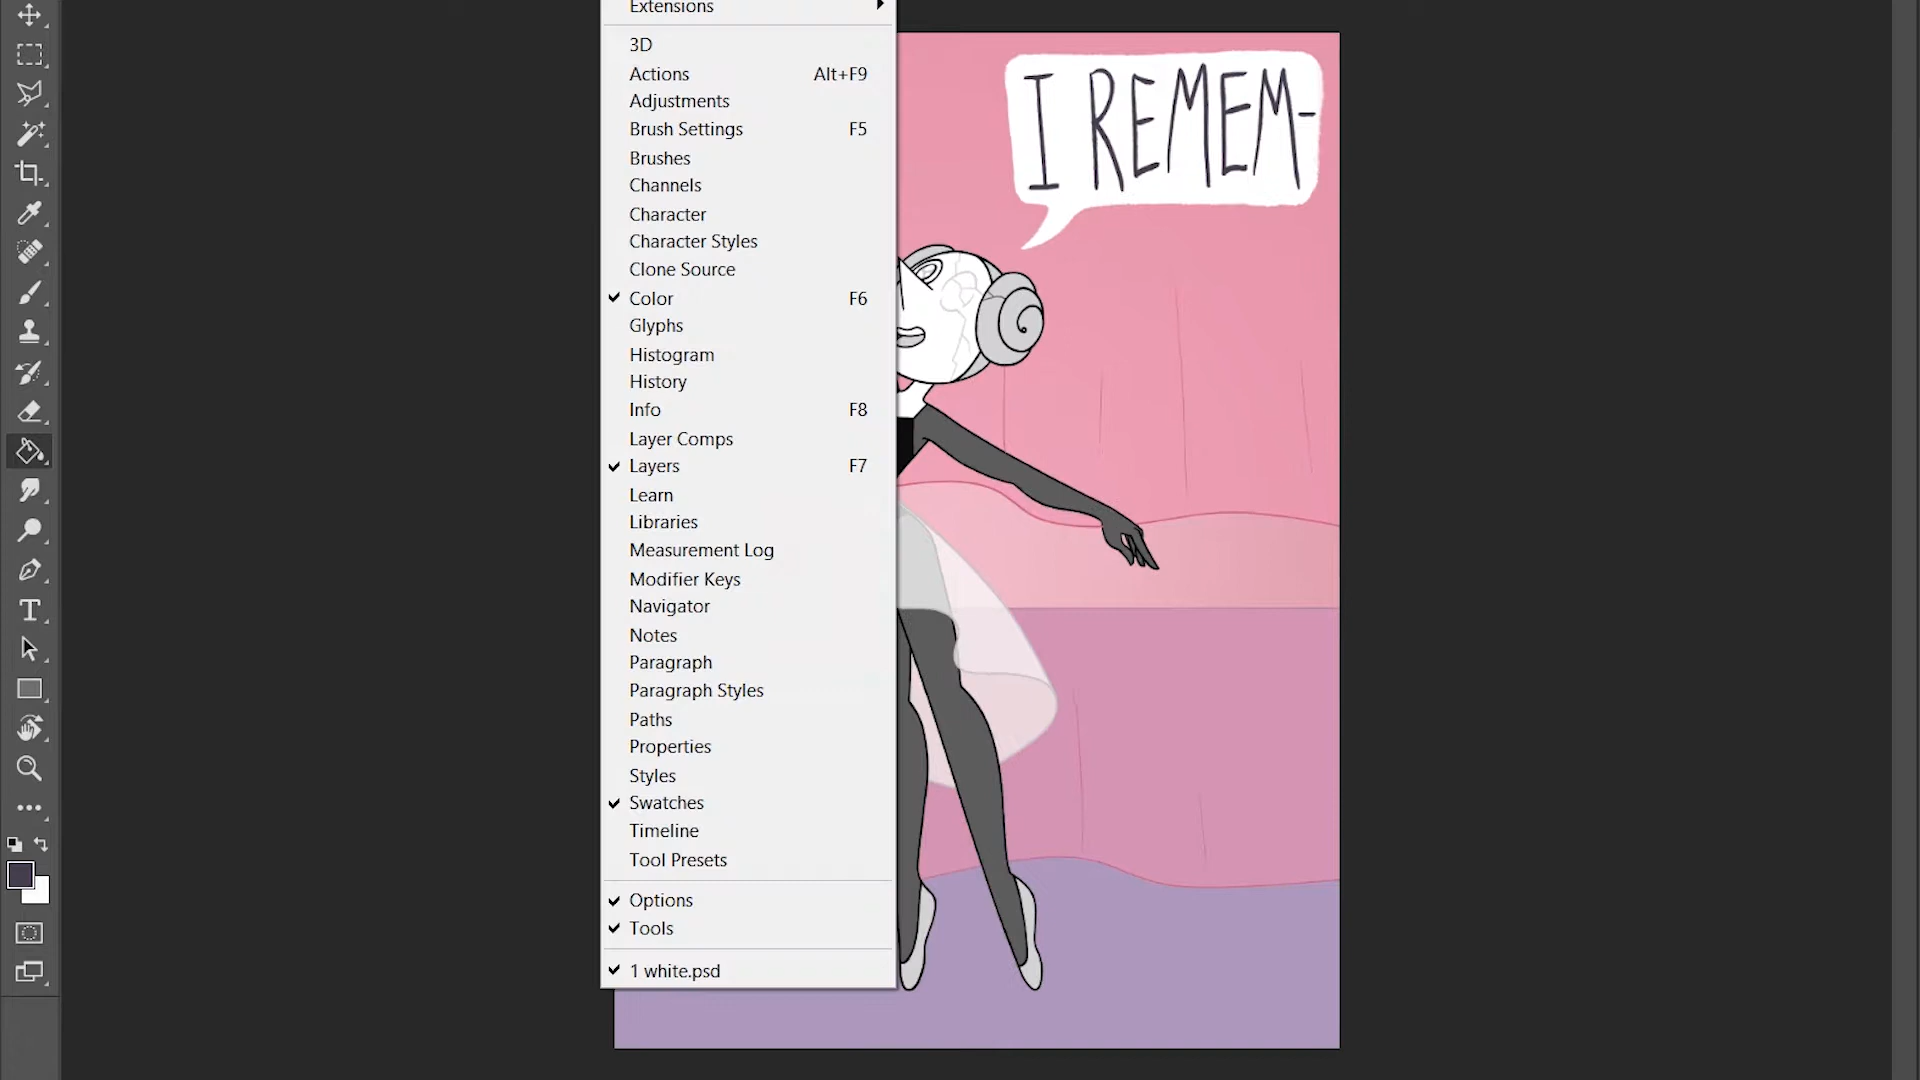 Extensions
3D
Actions Alt+F9
Adjustments
Brush Settings F5
Brushes
Channels
Character
Character Styles
Clone Source
Color F6
Glyphs
Histogram
History
Info F8
Layer Comps
Layers F7
Learn
Libraries
Measurement Log
Modifier Keys
Navigator
Notes
Paragraph
Paragraph Styles
Paths
Properties
Styles
Swatches
Timeline
Tool Presets
Options
Tools
1 white.psd
I REMEM-